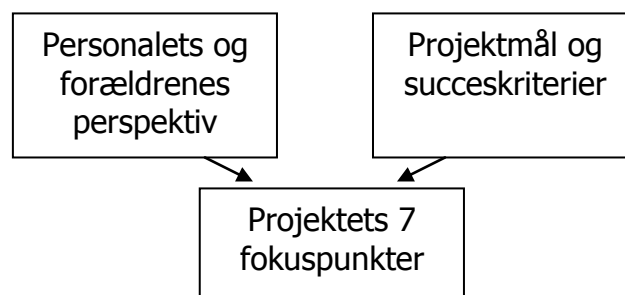 Personalets og
forældrenes
perspektiv
Projektmål og
succeskriterier
Projektets 7
fokuspunkter